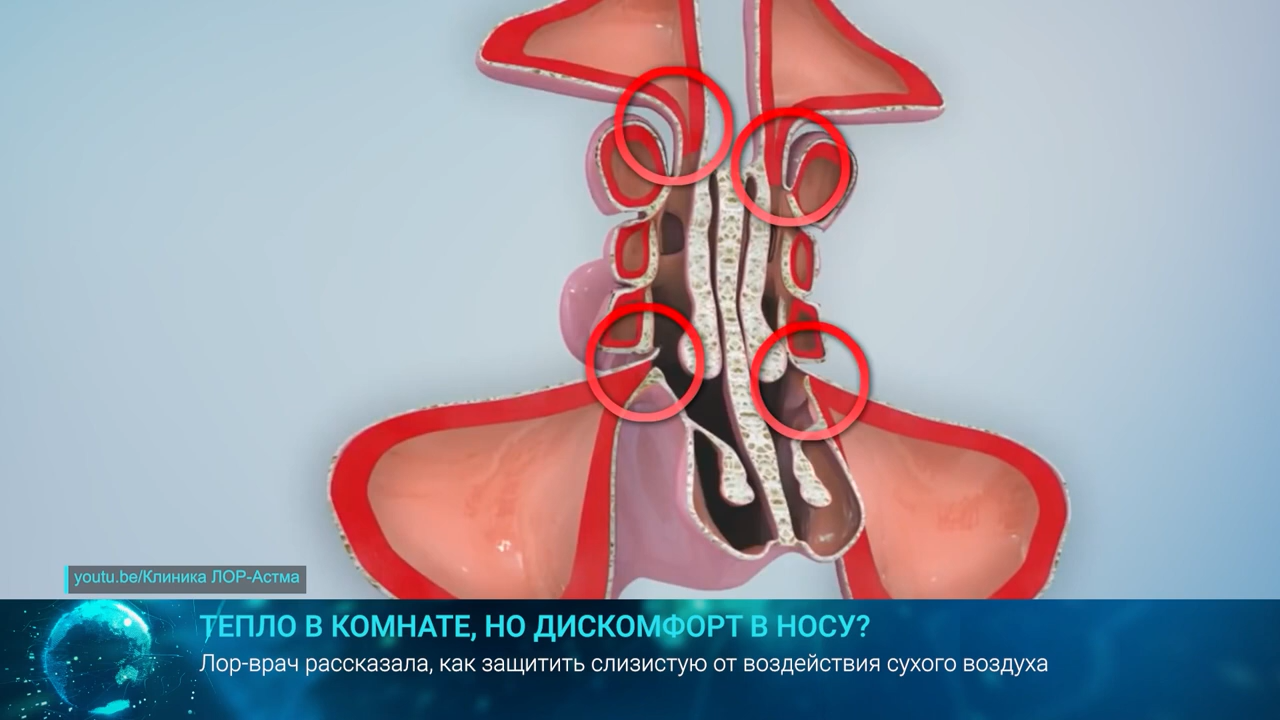 youtu.be/Клиника ЛОР-Астма
ТЕПЛО В КОМНАТЕ, НО ДИСКОМФОРТ В НОСУ?
Лор-врач рассказала, как защитить слизистую от воздействия сухого воздуха